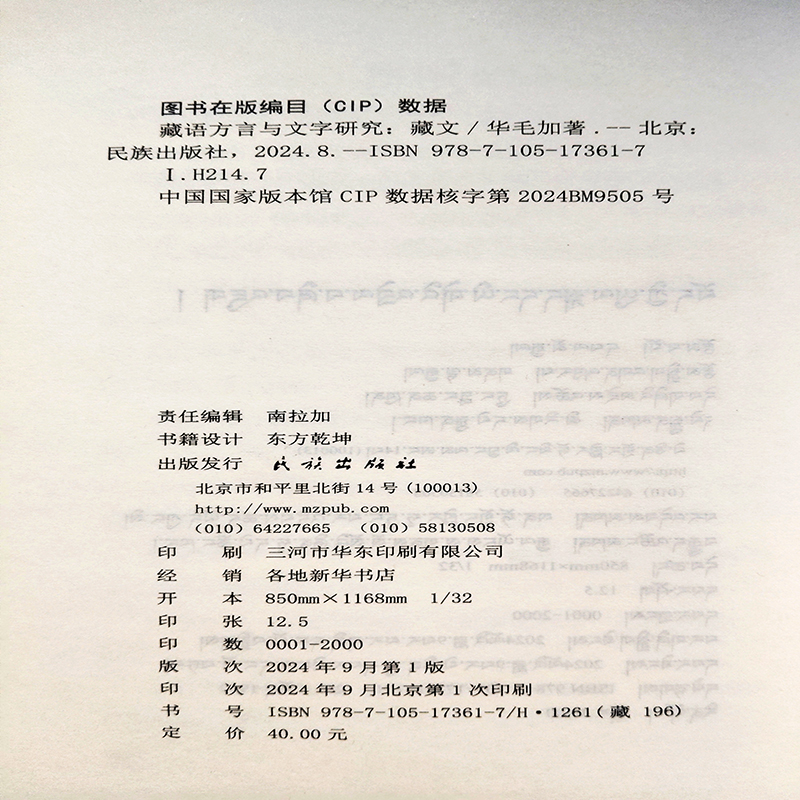 图书在版编目（CIP）数据
藏语方言与文字研究：藏文 / 华毛加著 . -- 北京：
民族出版社，2024.8. --ISBN 978-7-105-17361-7
Ⅰ.H214.7
中国国家版本馆 CIP 数据核字第 2024BM9505 号
责任编辑 南拉加
书籍设计 东方乾坤
出版发行 民族出版社
北京市和平里北街 14 号 (100013)
http://www.mzpub.com
(010) 64227665 (010) 58130508
印 刷 三河市华东印刷有限公司
经 销 各地新华书店
开 本 850mm×1168mm 1/32
印 张 12.5
印 数 0001-2000
版 次 2024 年 9 月第 1 版
印 次 2024 年 9 月北京第 1 次印刷
书 号 ISBN 978-7-105-17361-7/H·1261(藏 196)
定 价 40.00 元